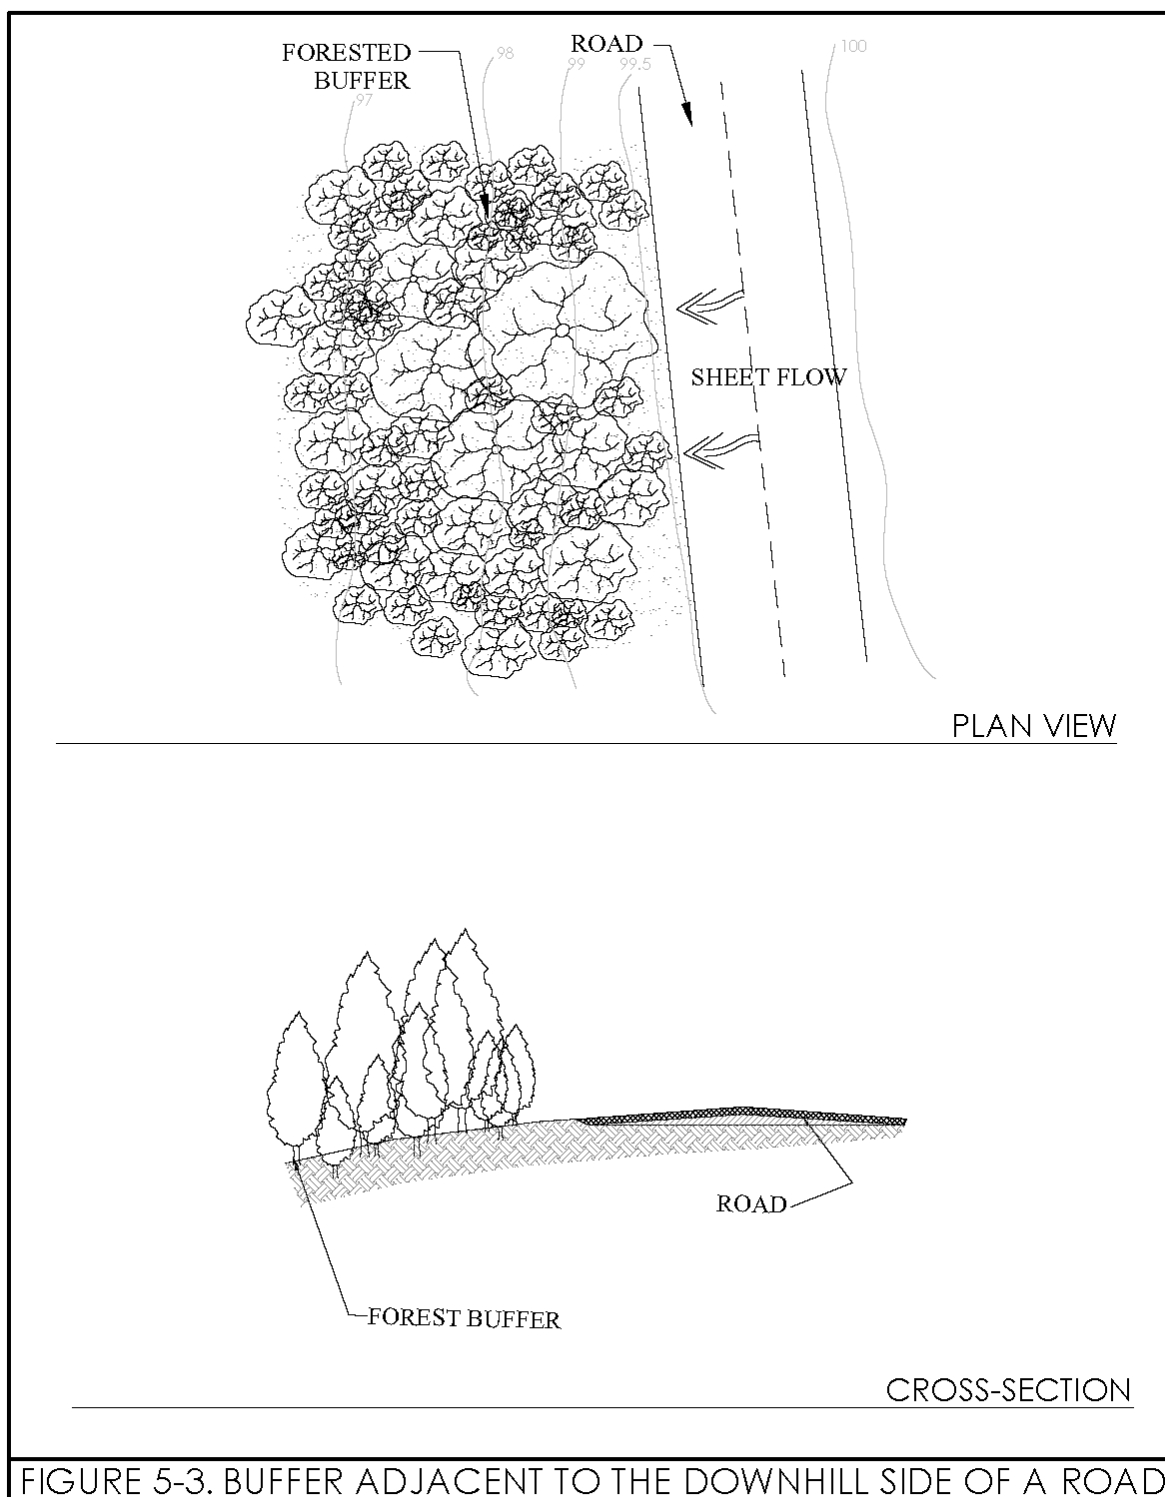 FORESTED
BUFFER
ROAD
97
98
99
99.5
100
SHEET FLOW
PLAN VIEW
ROAD
FOREST BUFFER
CROSS-SECTION
FIGURE 5-3. BUFFER ADJACENT TO THE DOWNHILL SIDE OF A ROAD